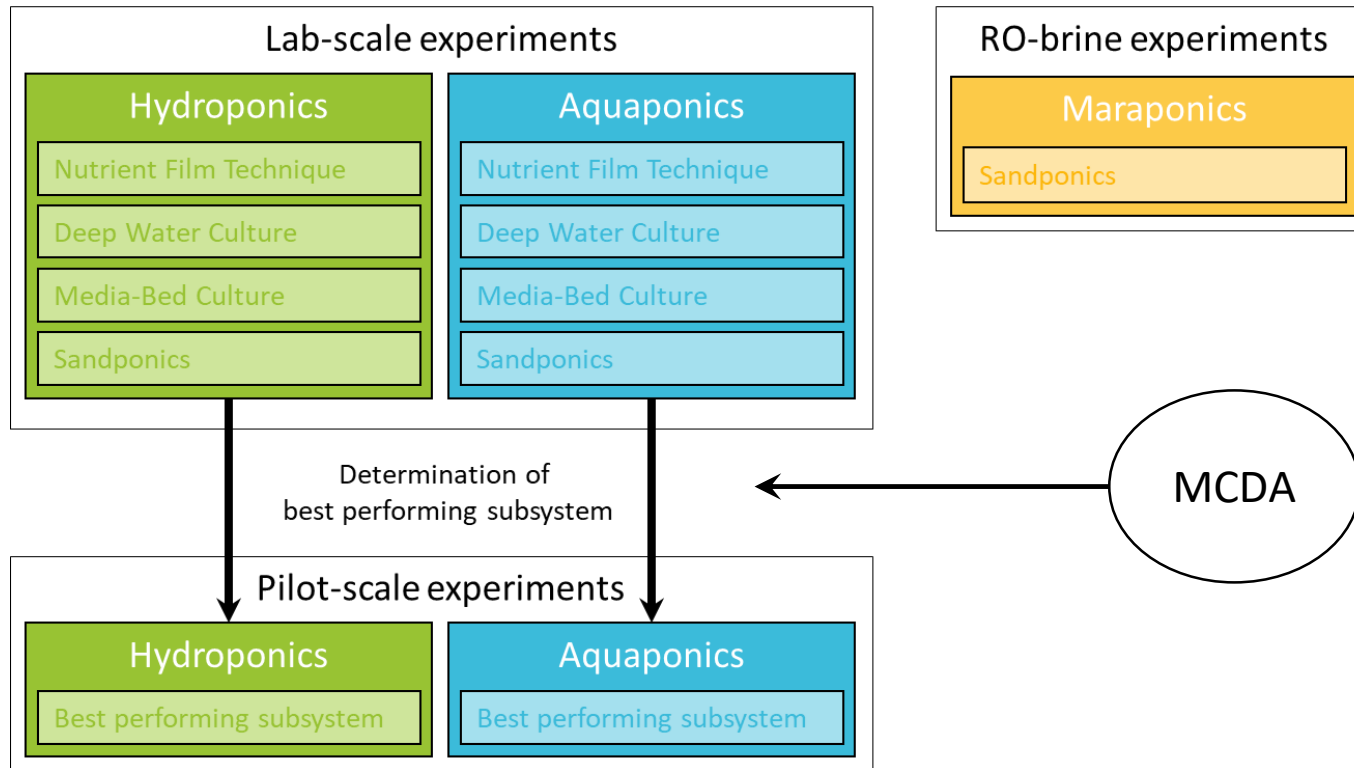 Lab-scale experiments
Hydroponics
Nutrient Film Technique
Deep Water Culture
Media-Bed Culture
Sandponics
Aquaponics
Nutrient Film Technique
Deep Water Culture
Media-Bed Culture
Sandponics
RO-brine experiments
Maraponics
Sandponics
Determination of
best performing subsystem
MCDA
Pilot-scale experiments
Hydroponics
Best performing subsystem
Aquaponics
Best performing subsystem